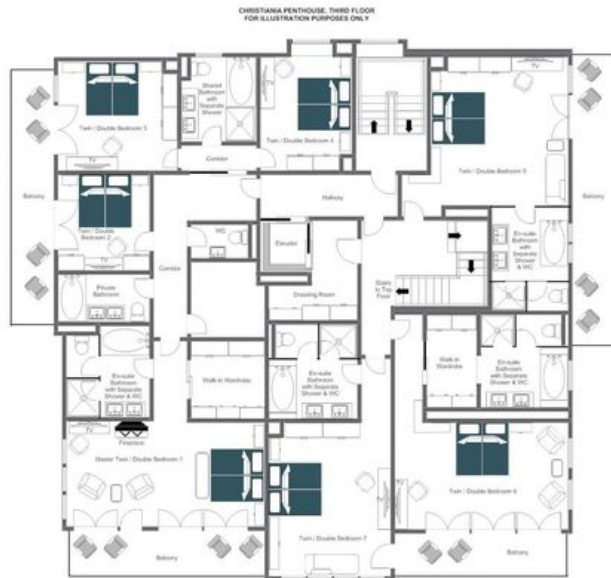 CHRISTIANIA PENTHOUSE, THIRD FLOOR
FOR ILLUSTRATION PURPOSES ONLY
Shared
Bathroom
with
Separate
Shower
TV
TV
Twin / Double Bedroom 3
Twin / Double Bedroom 4
TV
Corridor
Twin / Double Bedroom 5
Balcony
Balcony
Hallway
Twin / Double
Bedroom 2
TV
WC
Elevator
Corridor
En-suite
Bathroom
with Separate
Shower
& WC
Private
Bathroom
Dressing Room
Stairs
to Top
Floor
En-suite
Bathroom
with Separate
Shower & WC
Walk-in Wardrobe
En-suite
Bathroom
with Separate
Shower & WC
Walk-in
Wardrobe
En-suite
Bathroom
with Separate
Shower & WC
TV
Fireplace
Master Twin / Double Bedroom 1
TV
TV
Twin / Double Bedroom 6
Twin / Double Bedroom 7
Balcony
Balcony